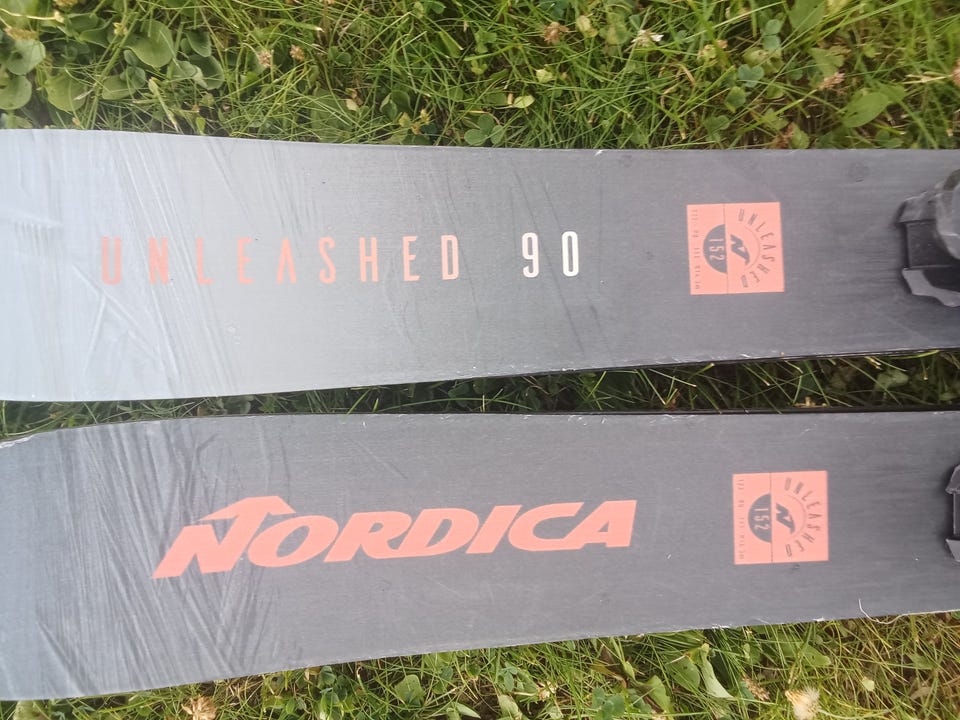 UNLEASHED 90
UNLEASHED
N
152
NORDICA
UNLEASHED
N
152